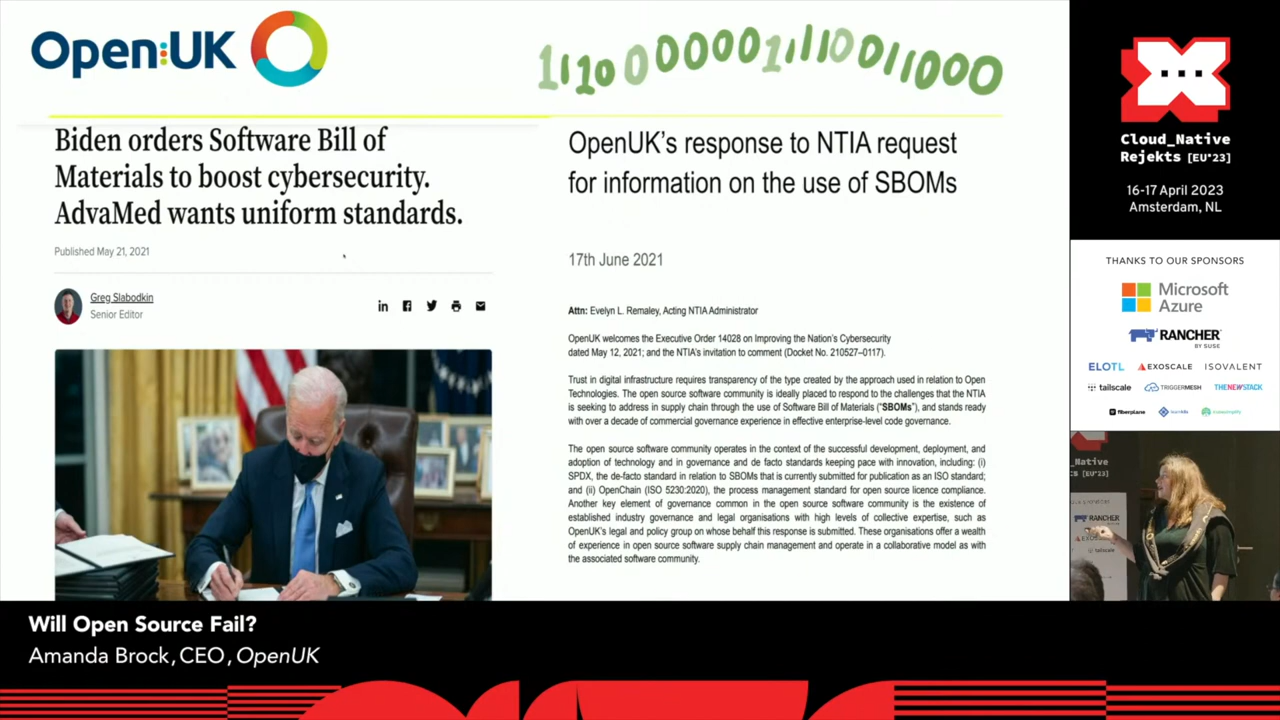 Open:UK
11100000011110011000
Biden orders Software Bill of
Materials to boost cybersecurity.
AdvaMed wants uniform standards.
Published May 21, 2021
Greg Slabodkin
Senior Editor
OpenUK’s response to NTIA request
for information on the use of SBOMs
17th June 2021
Attn: Evelyn L. Remaley, Acting NTIA Administrator
OpenUK welcomes the Executive Order 14028 on Improving the Nation’s Cybersecurity
dated May 12, 2021; and the NTIA’s invitation to comment (Docket No. 210527–0117).
Trust in digital infrastructure requires transparency of the type created by the approach used in relation to Open
Technologies. The open source software community is ideally placed to respond to the challenges that the NTIA
is seeking to address in supply chain through the use of Software Bill of Materials (“SBOMs”), and stands ready
with over a decade of commercial governance experience in effective enterprise-level code governance.
The open source software community operates in the context of the successful development, deployment, and
adoption of technology and in governance and de facto standards keeping pace with innovation, including: (i)
SPDX, the de-facto standard in relation to SBOMs that is currently submitted for publication as an ISO standard;
and (ii) OpenChain (ISO 5230:2020), the process management standard for open source licence compliance.
Another key element of governance common in the open source software community is the existence of
established industry governance and legal organisations with high levels of collective expertise, such as
OpenUK’s legal and policy group on whose behalf this response is submitted. These organisations offer a wealth
of experience in open source software supply chain management and operate in a collaborative model as with
the associated software community.
Cloud_Native
Rejekts [EU'23]
16-17 April 2023
Amsterdam, NL
THANKS TO OUR SPONSORS
Microsoft
Azure
RANCHER
BY SUSE
ELOTL
EXOSCALE
ISOVALENT
tailscale
TRIGGERMESH
THENEWSTACK
fiberplane
_Native
[EU'23]
RANCHER
tailscale
Will Open Source Fail?
Amanda Brock, CEO, OpenUK